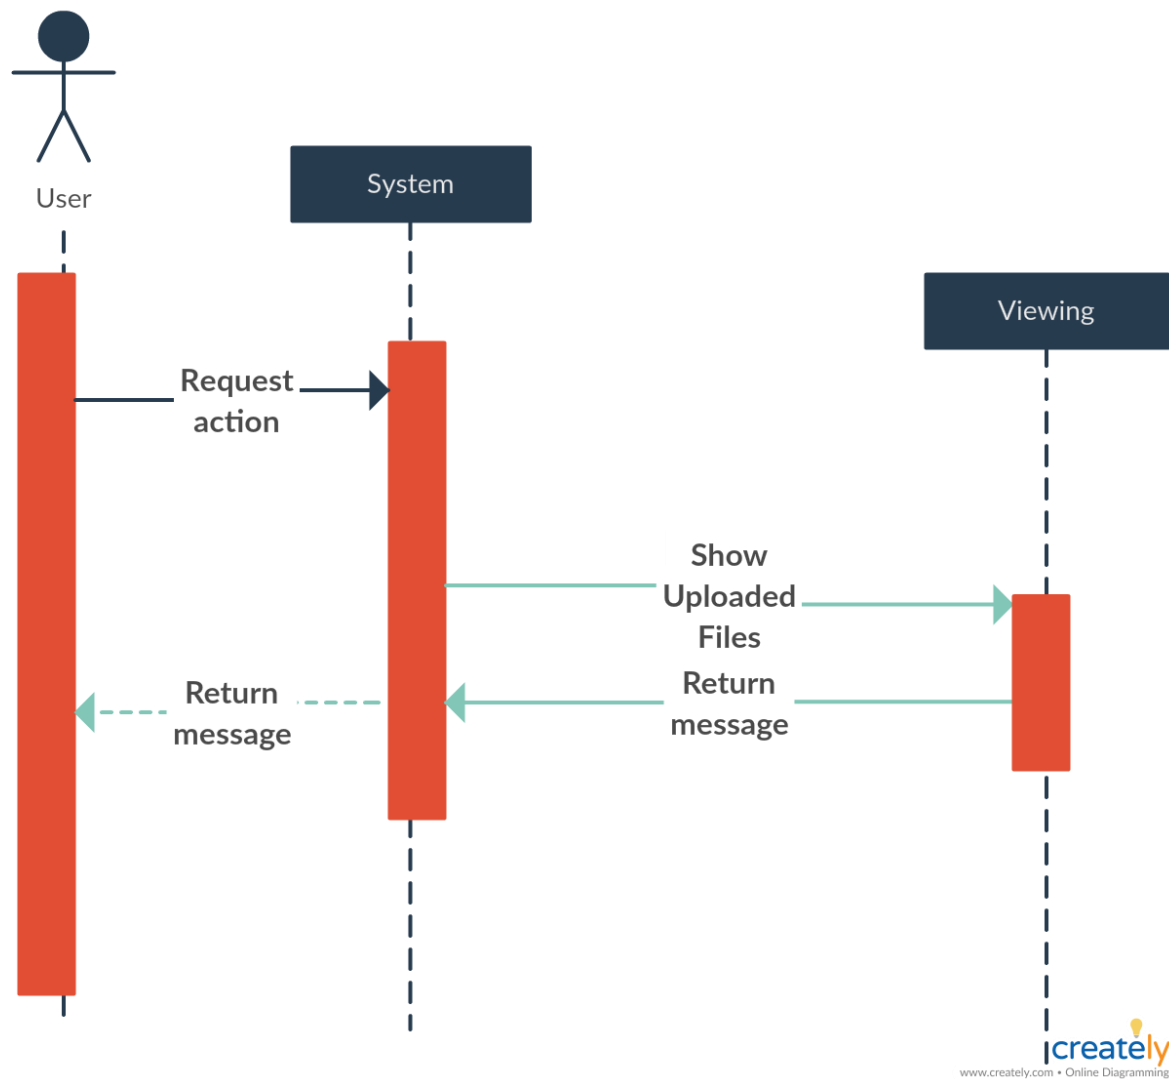 User
System
Viewing
Request
action
Show
Uploaded
Files
Return
message
Return
message
creately
www.creately.com • Online Diagramming